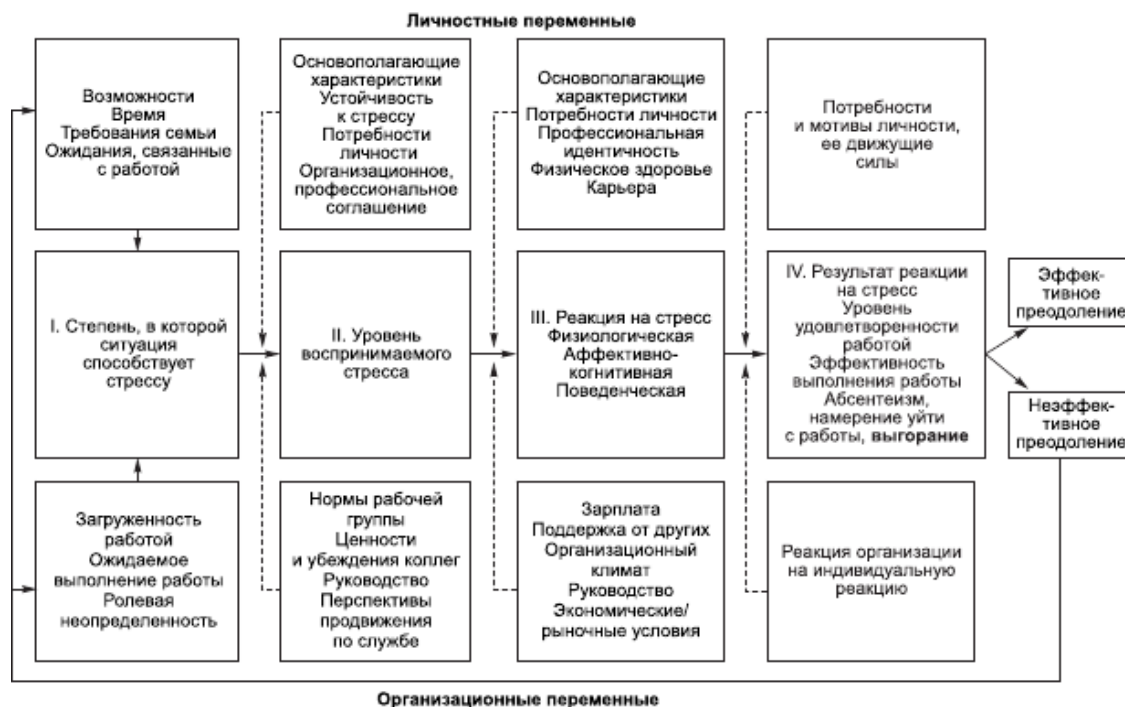 Личностные переменные
Возможности
Время
Требования семьи
Ожидания, связанные
с работой
Основополагающие
характеристики
Устойчивость
к стрессу
Потребности
личности
Организационное,
профессиональное
соглашение
Основополагающие
характеристики
Потребности личности
Профессиональная
идентичность
Физическое здоровье
Карьера
Потребности
и мотивы личности,
ее движущие
силы
I. Степень, в которой
ситуация
способствует
стрессу
II. Уровень
воспринимаемого
стресса
III. Реакция на стресс
Физиологическая
Аффективно-
когнитивная
Поведенческая
IV. Результат реакции
на стресс
Уровень
удовлетворенности
работой
Эффективность
выполнения работы
Абсентеизм,
намерение уйти
с работы, выгорание
Эффек-
тивное
преодоление
Неэффек-
тивное
преодоление
Загруженность
работой
Ожидаемое
выполнение работы
Ролевая
неопределенность
Нормы рабочей
группы
Ценности
и убеждения коллег
Руководство
Перспективы
продвижения
по службе
Зарплата
Поддержка от других
Организационный
климат
Руководство
Экономические/
рыночные условия
Реакция организации
на индивидуальную
реакцию
Организационные переменные